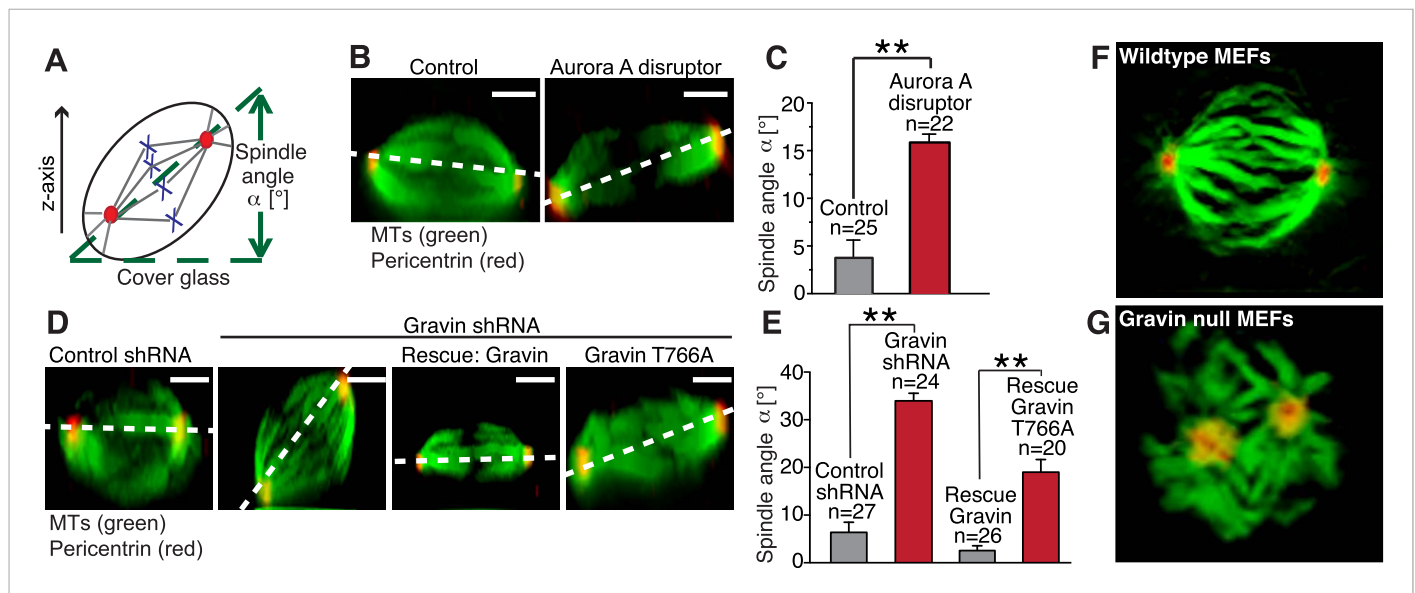 A
z-axis
Spindle
angle
α [°]
Cover glass
B
Control
Aurora A disruptor
MTs (green)
Pericentrin (red)
C
**
Spindle angle α [°]
20
15
10
5
0
Control
n=25
Aurora A
disruptor
n=22
D
Gravin shRNA
Control shRNA
Rescue: Gravin
Gravin T766A
MTs (green)
Pericentrin (red)
E
**
**
Spindle angle α [°]
40
30
20
10
0
Control
shRNA
n=27
Gravin
shRNA
n=24
Rescue
Gravin
n=26
Rescue
Gravin
T766A
n=20
F
Wildtype MEFs
G
Gravin null MEFs